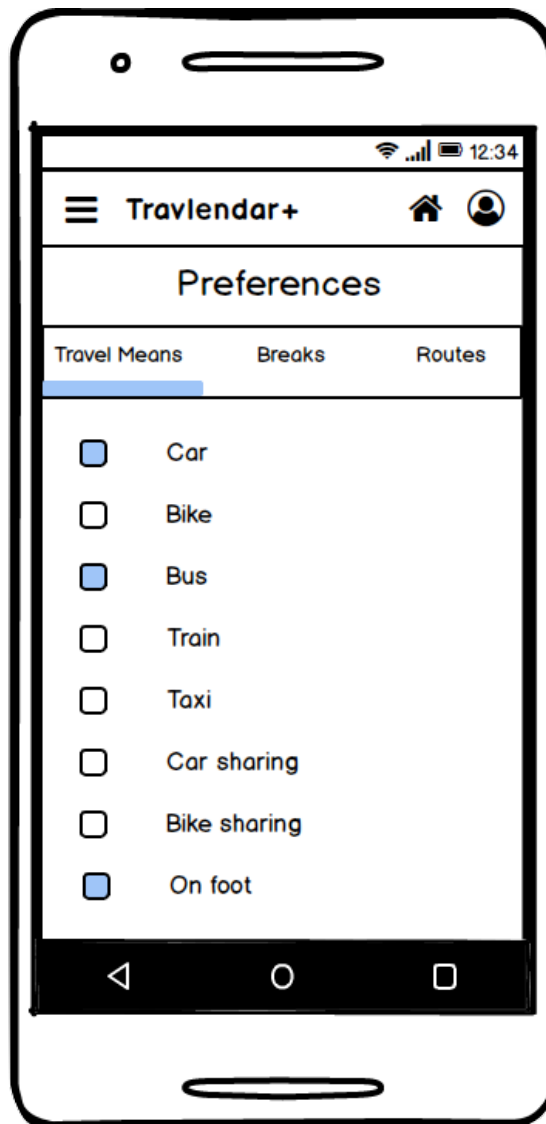 12:34
Travlendar+
Preferences
Travel Means Breaks Routes
Car
Bike
Bus
Train
Taxi
Car sharing
Bike sharing
On foot